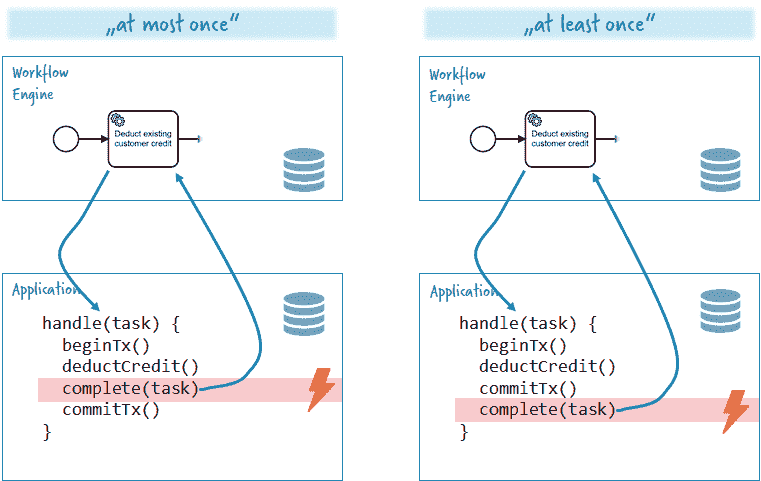 „at most once“
Workflow
Engine
Deduct existing
customer credit
Application
handle(task) {
beginTx()
deductCredit()
complete(task)
commitTx()
}
„at least once“
Workflow
Engine
Deduct existing
customer credit
Application
handle(task) {
beginTx()
deductCredit()
commitTx()
complete(task)
}